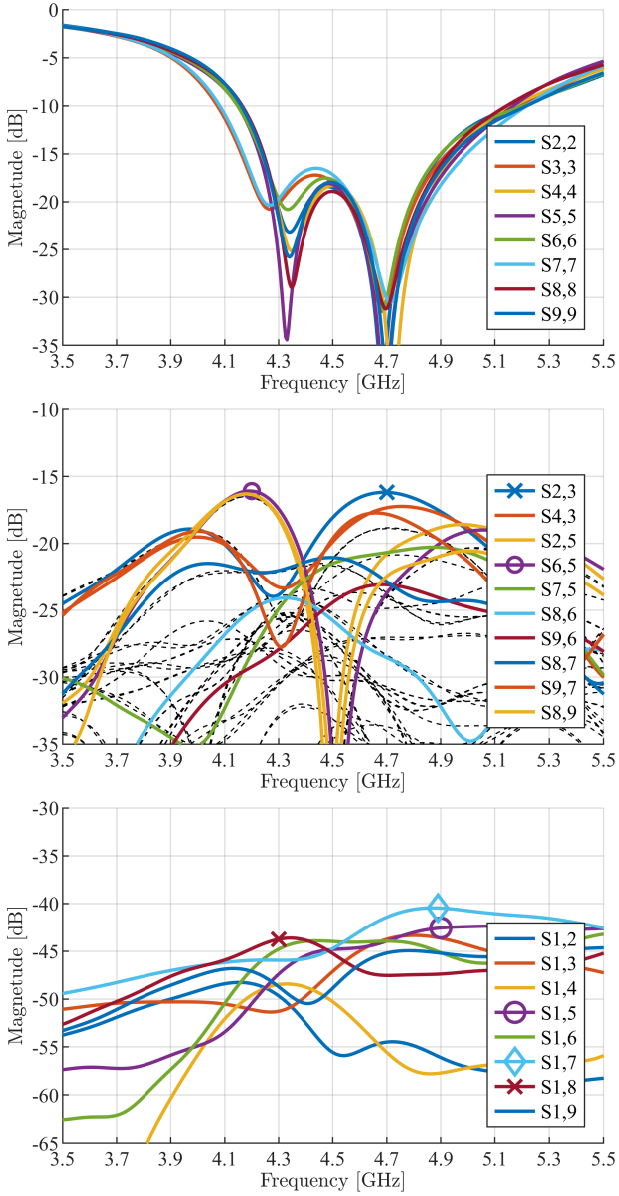 0
-5
-10
-15
-20
-25
-30
-35
Magnetude [dB]
3.5 3.7 3.9 4.1 4.3 4.5 4.7 4.9 5.1 5.3 5.5
Frequency [GHz]
S2,2
S3,3
S4,4
S5,5
S6,6
S7,7
S8,8
S9,9
-10
-15
-20
-25
-30
-35
Magnetude [dB]
3.5 3.7 3.9 4.1 4.3 4.5 4.7 4.9 5.1 5.3 5.5
Frequency [GHz]
S2,3
S4,3
S2,5
S6,5
S7,5
S8,6
S9,6
S8,7
S9,7
S8,9
-30
-35
-40
-45
-50
-55
-60
-65
Magnetude [dB]
3.5 3.7 3.9 4.1 4.3 4.5 4.7 4.9 5.1 5.3 5.5
Frequency [GHz]
S1,2
S1,3
S1,4
S1,5
S1,6
S1,7
S1,8
S1,9